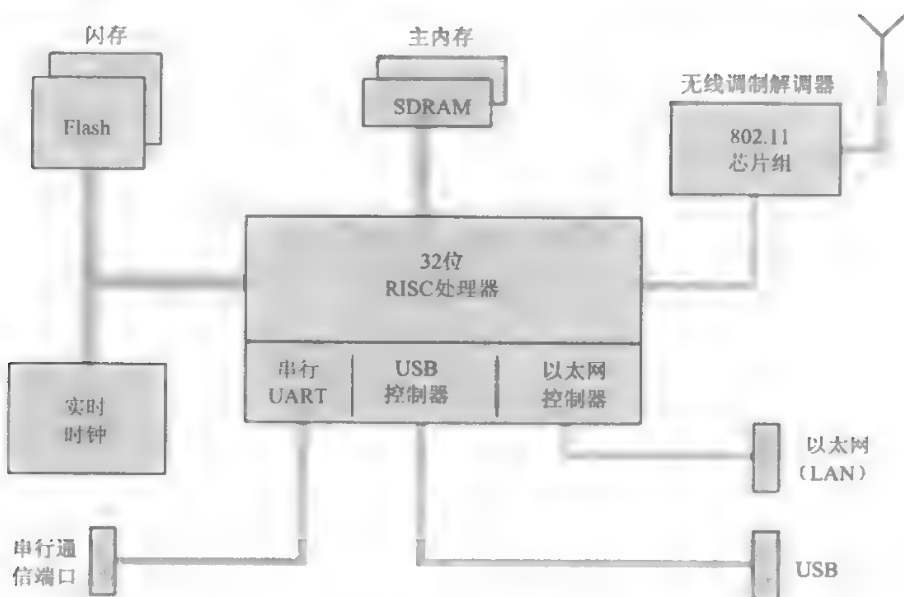 闪存
Flash
主内存
SDRAM
无线调制解调器
802.11
芯片组
32位
RISC处理器
串行
UART
USB
控制器
以太网
控制器
实时
时钟
以太网
(LAN)
串行通
信端口
USB